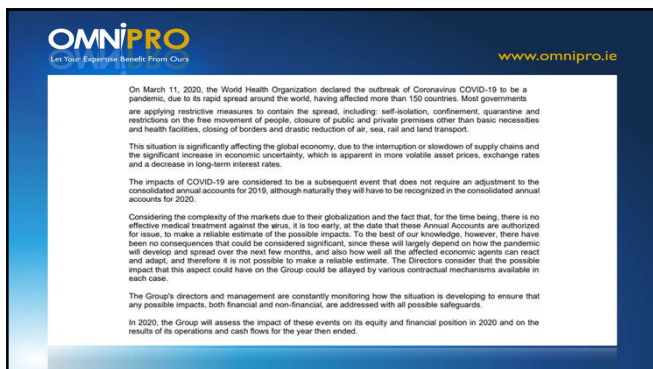 OMNIPRO
Let Your Expertise Benefit From Ours
www.omnipro.ie
On March 11, 2020, the World Health Organization declared the outbreak of Coronavirus COVID-19 to be a
pandemic, due to its rapid spread around the world, having affected more than 150 countries. Most governments
are applying restrictive measures to contain the spread, including: self-isolation, confinement, quarantine and
restrictions on the free movement of people, closure of public and private premises other than basic necessities
and health facilities, closing of borders and drastic reduction of air, sea, rail and land transport.
This situation is significantly affecting the global economy, due to the interruption or slowdown of supply chains and
the significant increase in economic uncertainty, which is apparent in more volatile asset prices, exchange rates
and a decrease in long-term interest rates.
The impacts of COVID-19 are considered to be a subsequent event that does not require an adjustment to the
consolidated annual accounts for 2019, although naturally they will have to be recognized in the consolidated annual
accounts for 2020.
Considering the complexity of the markets due to their globalization and the fact that, for the time being, there is no
effective medical treatment against the virus, it is too early, at the date that these Annual Accounts are authorized
for issue, to make a reliable estimate of the possible impacts. To the best of our knowledge, however, there have
been no consequences that could be considered significant, since these will largely depend on how the pandemic
will develop and spread over the next few months, and also how well all the affected economic agents can react
and adapt, and therefore it is not possible to make a reliable estimate. The Directors consider that the possible
impact that this aspect could have on the Group could be allayed by various contractual mechanisms available in
each case.
The Group's directors and management are constantly monitoring how the situation is developing to ensure that
any possible impacts, both financial and non-financial, are addressed with all possible safeguards.
In 2020, the Group will assess the impact of these events on its equity and financial position in 2020 and on the
results of its operations and cash flows for the year then ended.